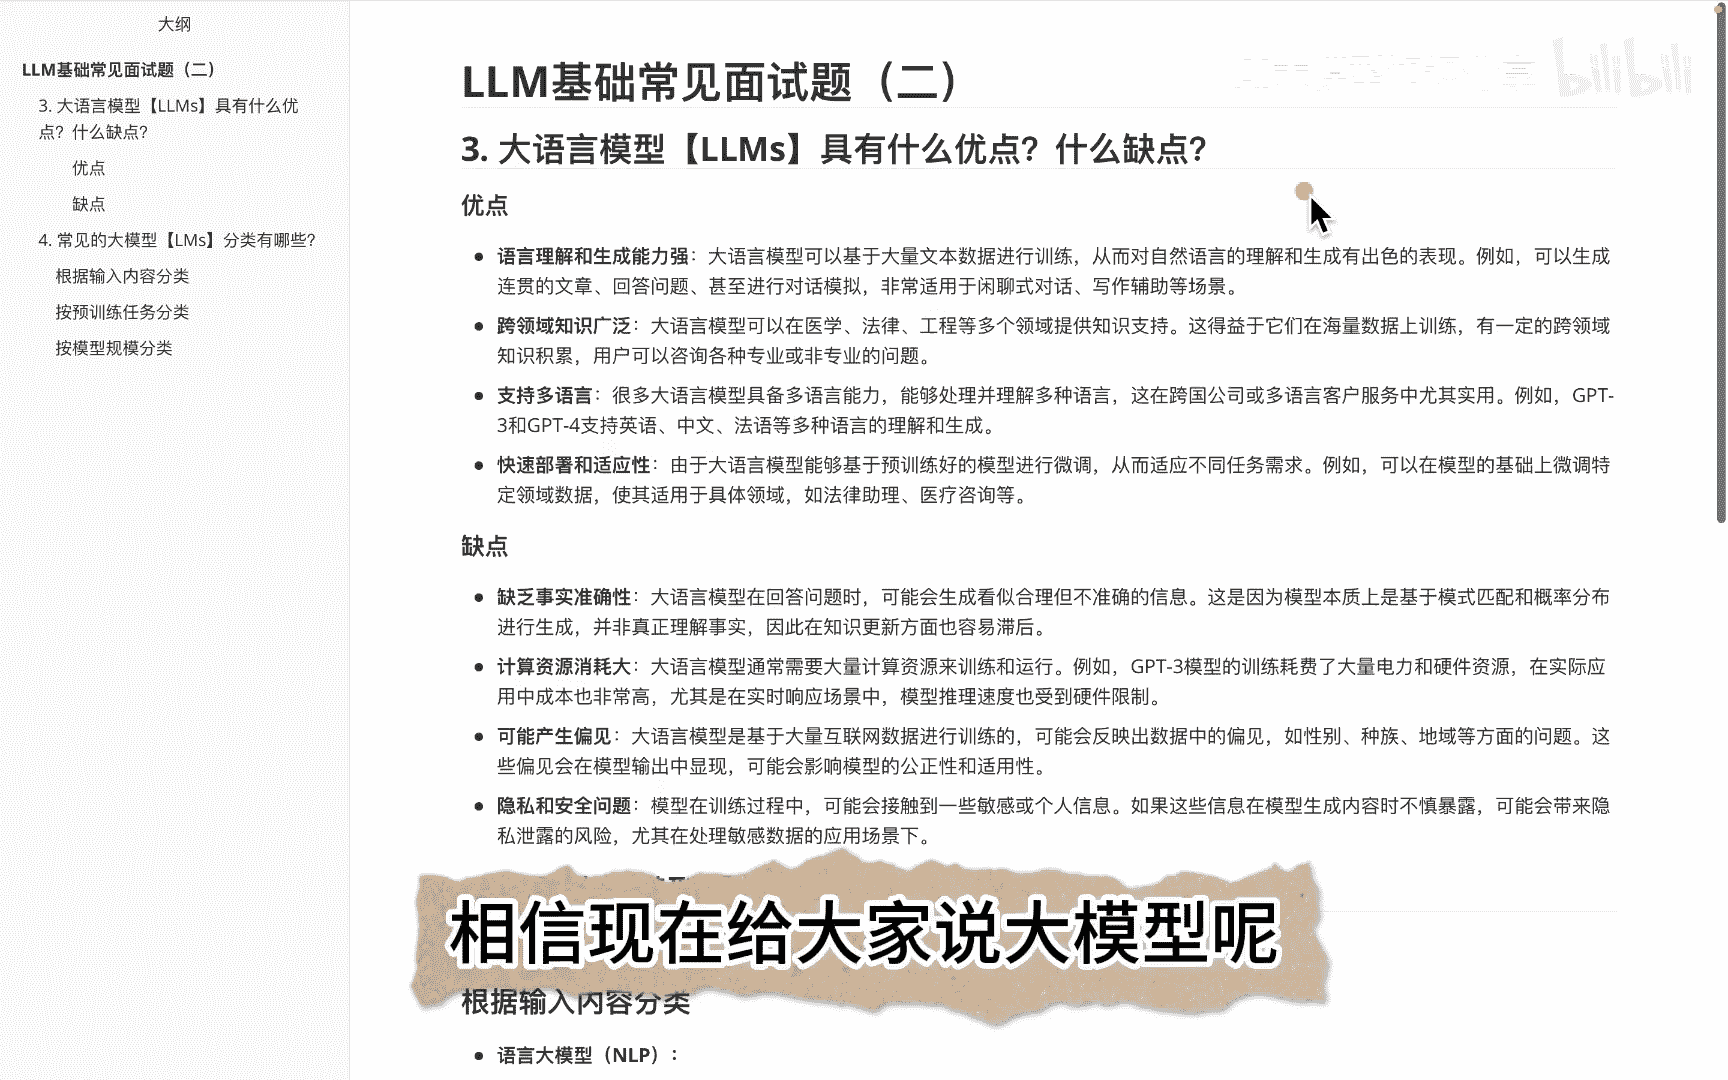 大纲
LLM基础常见面试题（二）
3. 大语言模型【LLMs】具有什么优
点？什么缺点？
优点
缺点
4. 常见的大模型【LMs】分类有哪些？
根据输入内容分类
按预训练任务分类
按模型规模分类
bilibili
LLM基础常见面试题（二）
3. 大语言模型【LLMs】具有什么优点？什么缺点？
优点
语言理解和生成能力强：大语言模型可以基于大量文本数据进行训练，从而对自然语言的理解和生成有出色的表现。例如，可以生成
连贯的文章、回答问题、甚至进行对话模拟，非常适用于闲聊式对话、写作辅助等场景。
跨领域知识广泛：大语言模型可以在医学、法律、工程等多个领域提供知识支持。这得益于它们在海量数据上训练，有一定的跨领域
知识积累，用户可以咨询各种专业或非专业的问题。
支持多语言：很多大语言模型具备多语言能力，能够处理并理解多种语言，这在跨国公司或多语言客户服务中尤其实用。例如，GPT-
3和GPT-4支持英语、中文、法语等多种语言的理解和生成。
快速部署和适应性：由于大语言模型能够基于预训练好的模型进行微调，从而适应不同任务需求。例如，可以在模型的基础上微调特
定领域数据，使其适用于具体领域，如法律助理、医疗咨询等。
缺点
缺乏事实准确性：大语言模型在回答问题时，可能会生成看似合理但不准确的信息。这是因为模型本质上是基于模式匹配和概率分布
进行生成，并非真正理解事实，因此在知识更新方面也容易滞后。
计算资源消耗大：大语言模型通常需要大量计算资源来训练和运行。例如，GPT-3模型的训练耗费了大量电力和硬件资源，在实际应
用中成本也非常高，尤其是在实时响应场景中，模型推理速度也受到硬件限制。
可能产生偏见：大语言模型是基于大量互联网数据进行训练的，可能会反映出数据中的偏见，如性别、种族、地域等方面的问题。这
些偏见会在模型输出中显现，可能会影响模型的公正性和适用性。
隐私和安全问题：模型在训练过程中，可能会接触到一些敏感或个人信息。如果这些信息在模型生成内容时不慎暴露，可能会带来隐
私泄露的风险，尤其在处理敏感数据的应用场景下。
相信现在给大家说大模型呢
根据输入内容分类
语言大模型（NLP）：